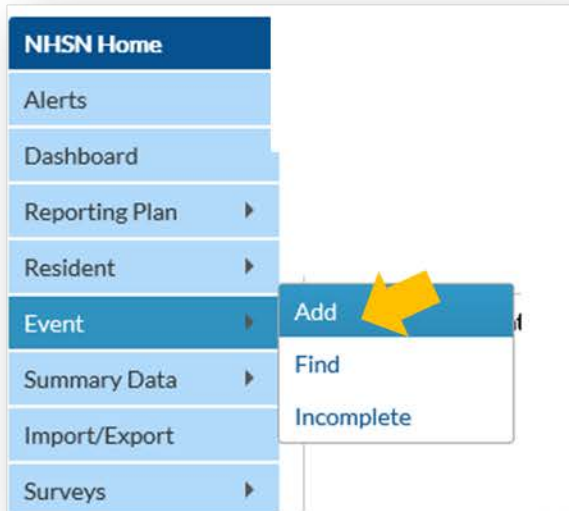 NHSN Home
Alerts
Dashboard
Reporting Plan
Resident
Event
Add
Find
Incomplete
Summary Data
Import/Export
Surveys